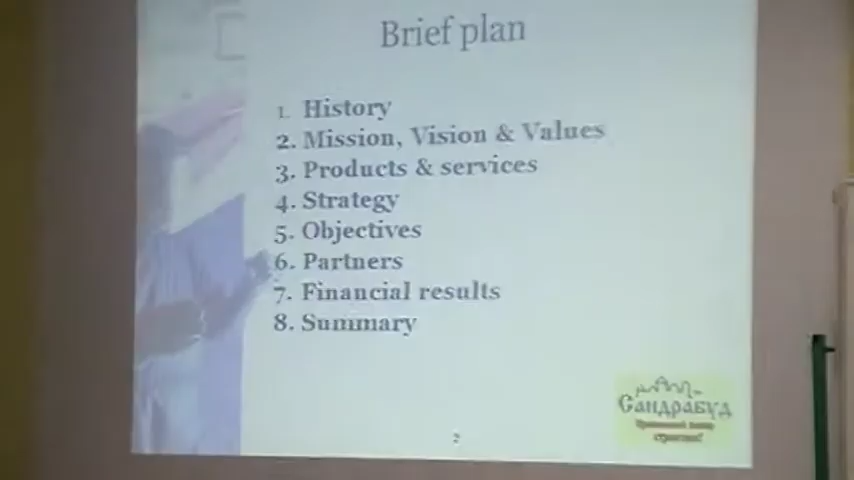 Brief plan
1. History
2. Mission, Vision & Values
3. Products & services
4. Strategy
5. Objectives
6. Partners
7. Financial results
8. Summary
Сандрабуд
2